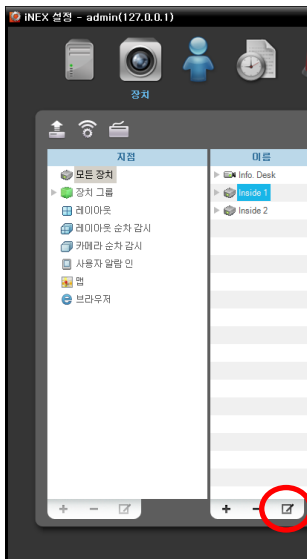 iNEX 설정 - admin(127.0.0.1)
장치
지점
이름
모든 장치
장치 그룹
레이아웃
레이아웃 순차 감시
카메라 순차 감시
사용자 알람 인
맵
브라우저
Info. Desk
Inside 1
Inside 2